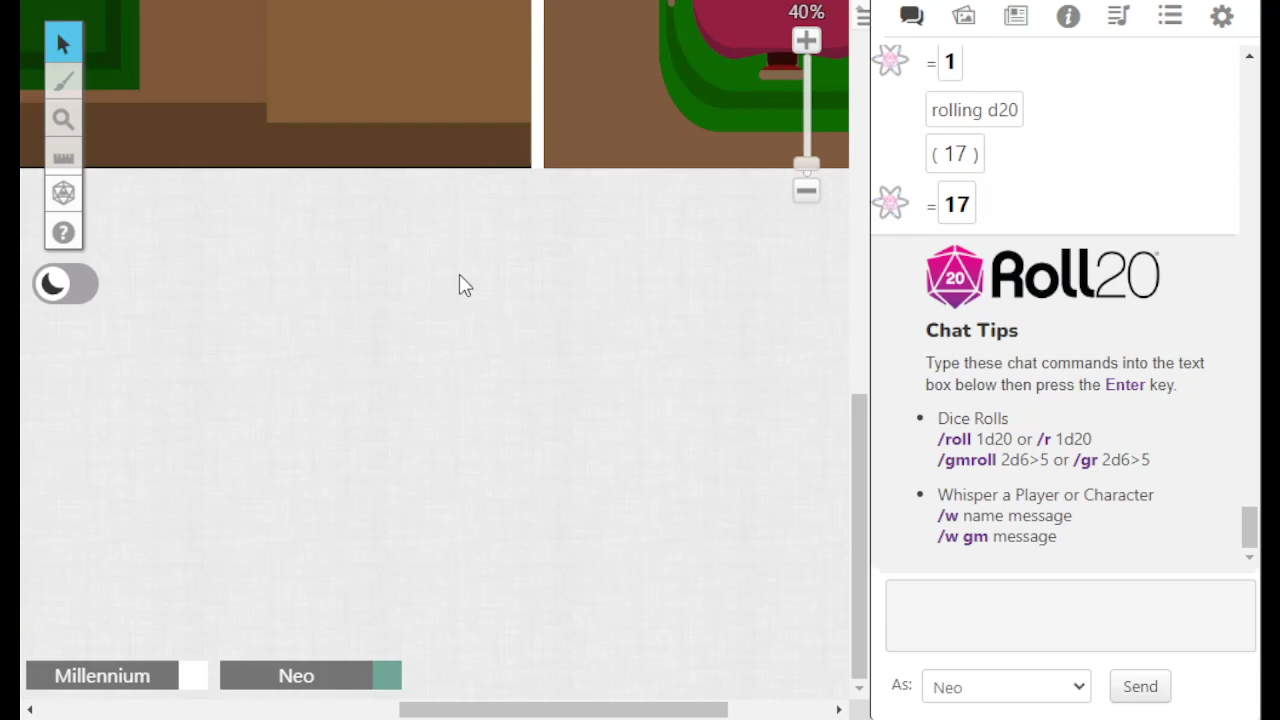 40%
= 1
rolling d20
( 17 )
= 17
20
Roll20
Chat Tips
Type these chat commands into the text
box below then press the Enter key.
Dice Rolls
/roll 1d20 or /r 1d20
/gmroll 2d6>5 or /gr 2d6>5
Whisper a Player or Character
/w name message
/w gm message
Millennium
Neo
As: Neo
Send